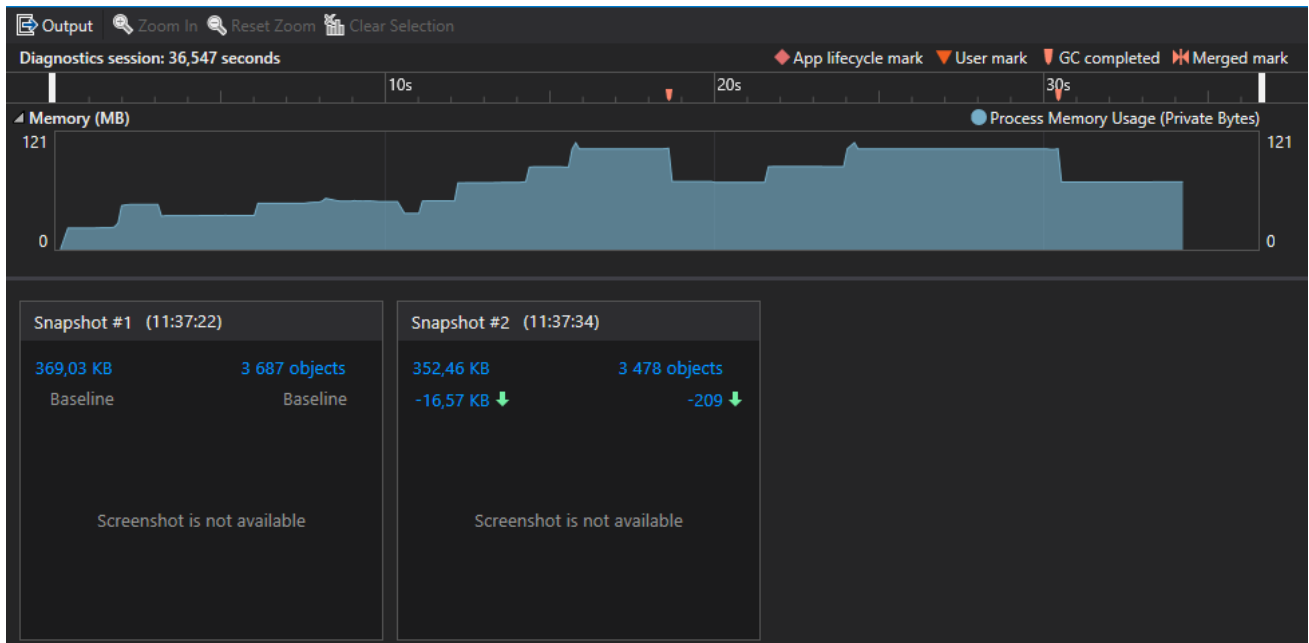 Output Zoom In Reset Zoom Clear Selection
Diagnostics session: 36,547 seconds App lifecycle mark User mark GC completed Merged mark
10s 20s 30s
Memory (MB) Process Memory Usage (Private Bytes)
121 121
0 0
Snapshot #1 (11:37:22)
369,03 KB 3 687 objects
Baseline Baseline
Screenshot is not available
Snapshot #2 (11:37:34)
352,46 KB 3 478 objects
-16,57 KB -209
Screenshot is not available